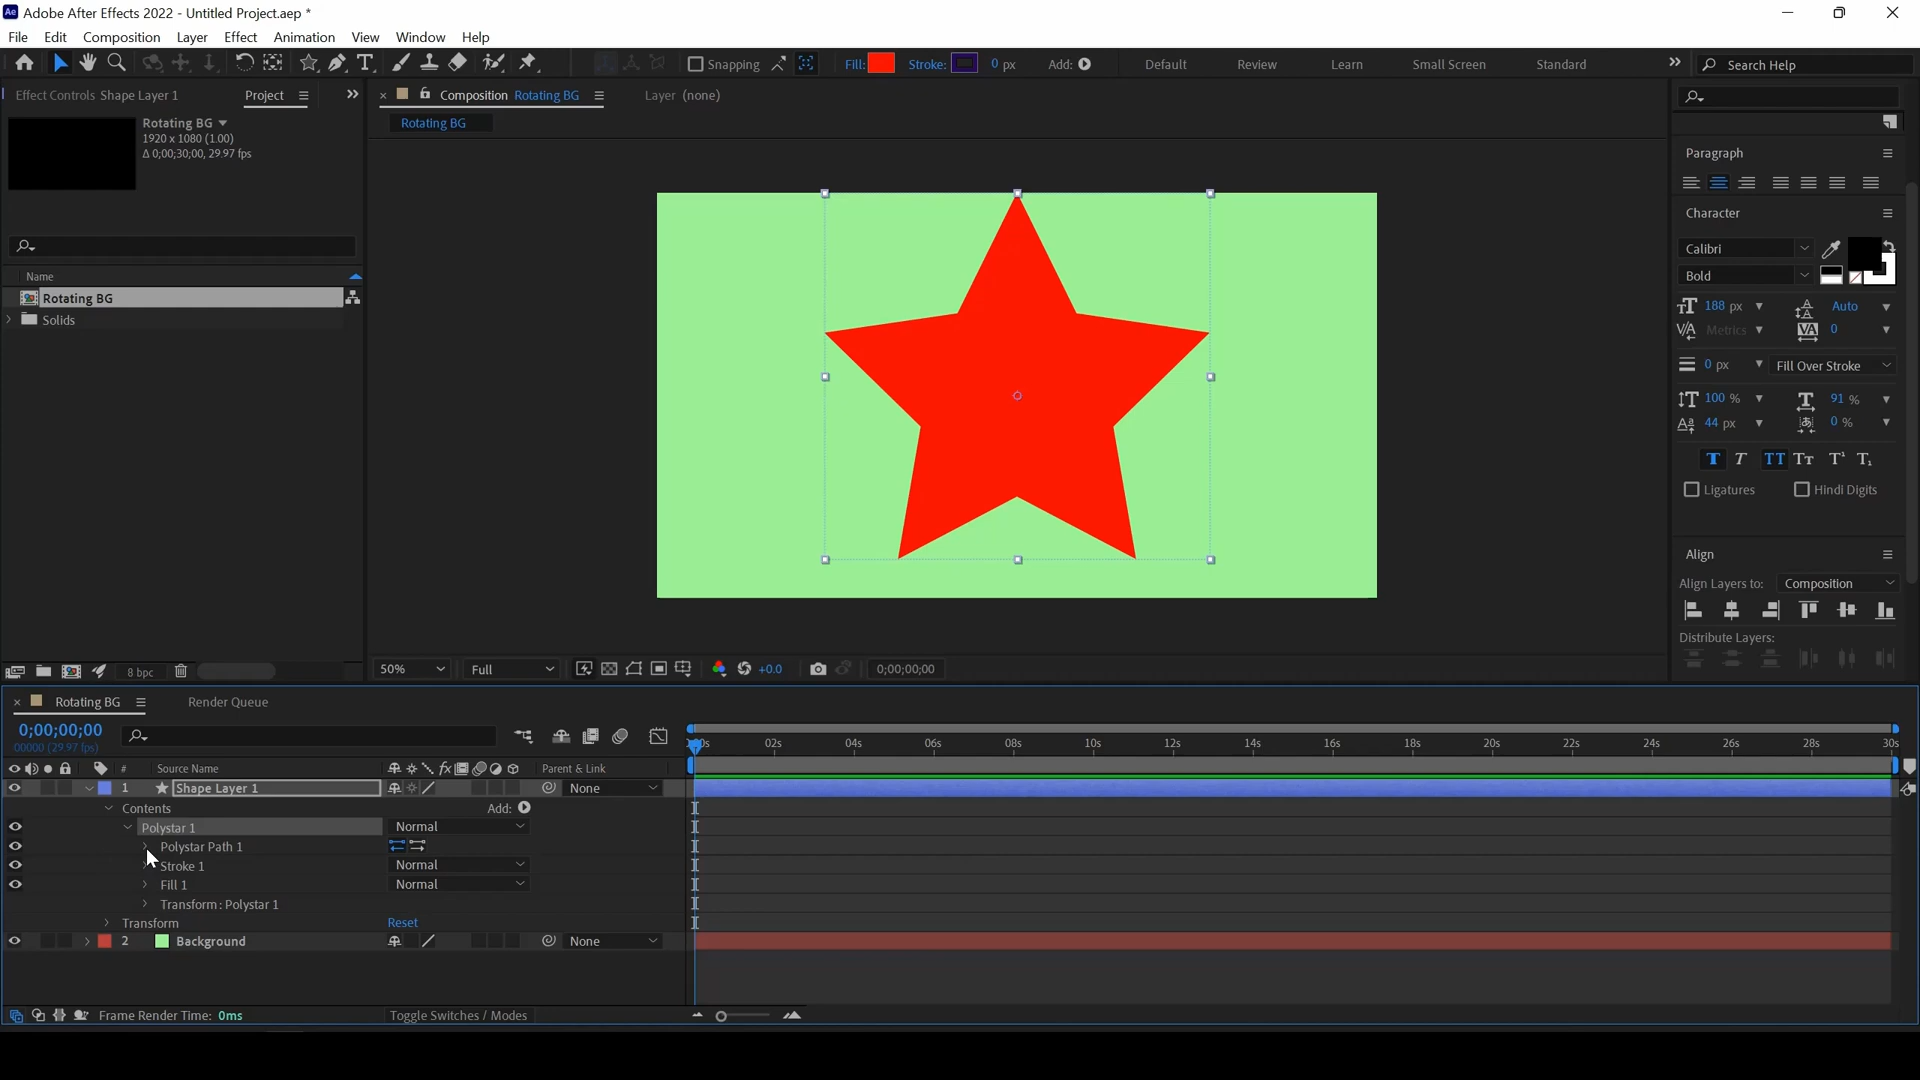 Ae Adobe After Effects 2022 - Untitled Project.aep *
File Edit Composition Layer Effect Animation View Window Help
Snapping Fill: Stroke: 0 px Add: Default Review Learn Small Screen Standard Search Help
Effect Controls Shape Layer 1 Project Composition Rotating BG Layer (none)
Rotating BG
Rotating BG
1920 x 1080 (1.00)
Δ 0;00;30;00, 29.97 fps
Name
Rotating BG
Solids
8 bpc
50% Full +0.0 0;00;00;00
Paragraph
Character
Calibri
Bold
188 px Auto
Metrics 0
0 px Fill Over Stroke
100 % 91 %
44 px 0 %
T T TT Tt T¹ T₁
Ligatures Hindi Digits
Align
Align Layers to: Composition
Distribute Layers:
Rotating BG Render Queue
0;00;00;00
00000 (29.97 fps)
02s 04s 06s 08s 10s 12s 14s 16s 18s 20s 22s 24s 26s 28s 30s
# Source Name fx Parent & Link
1 Shape Layer 1 None
Contents Add:
Polystar 1 Normal
Polystar Path 1
Stroke 1 Normal
Fill 1 Normal
Transform: Polystar 1
Transform Reset
2 Background None
Frame Render Time: 0ms Toggle Switches / Modes